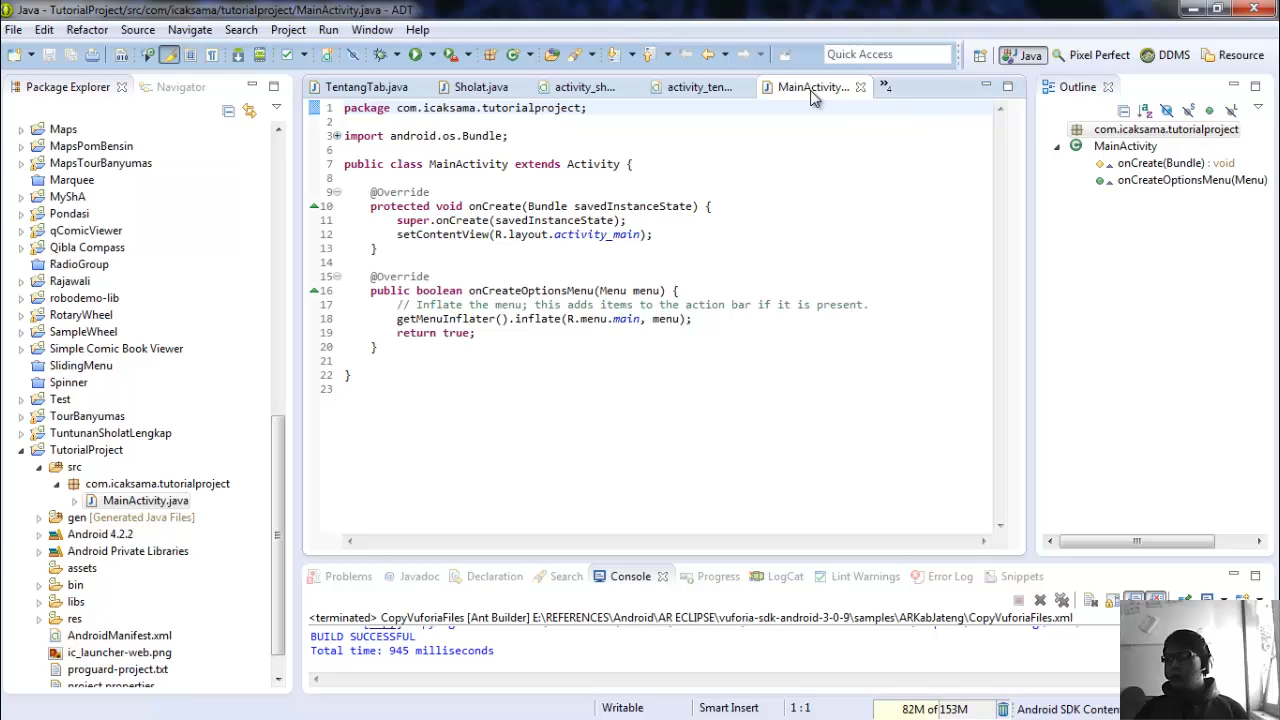 Java - TutorialProject/src/com/icaksama/tutorialproject/MainActivity.java - ADT
File Edit Refactor Source Navigate Search Project Run Window Help
Quick Access
Java
Pixel Perfect
DDMS
Resource
Package Explorer
Navigator
Maps
MapsPomBensin
MapsTourBanyumas
Marquee
MyShA
Pondasi
qComicViewer
Qibla Compass
RadioGroup
Rajawali
robodemo-lib
RotaryWheel
SampleWheel
Simple Comic Book Viewer
SlidingMenu
Spinner
Test
TourBanyumas
TuntunanSholatLengkap
TutorialProject
src
com.icaksama.tutorialproject
MainActivity.java
gen [Generated Java Files]
Android 4.2.2
Android Private Libraries
assets
bin
libs
res
AndroidManifest.xml
ic_launcher-web.png
proguard-project.txt
project.properties
TentangTab.java
Sholat.java
activity_sh...
activity_ten...
MainActivity...
»4
1 package com.icaksama.tutorialproject;
2
3 import android.os.Bundle;
6
7 public class MainActivity extends Activity {
8
9 @Override
10 protected void onCreate(Bundle savedInstanceState) {
11 super.onCreate(savedInstanceState);
12 setContentView(R.layout.activity_main);
13 }
14
15 @Override
16 public boolean onCreateOptionsMenu(Menu menu) {
17 // Inflate the menu; this adds items to the action bar if it is present.
18 getMenuInflater().inflate(R.menu.main, menu);
19 return true;
20 }
21
22 }
23
Outline
com.icaksama.tutorialproject
MainActivity
onCreate(Bundle) : void
onCreateOptionsMenu(Menu)
Problems
@ Javadoc
Declaration
Search
Console
Progress
LogCat
Lint Warnings
Error Log
Snippets
<terminated> CopyVuforiaFiles [Ant Builder] E:\REFERENCES\Android\AR ECLIPSE\vuforia-sdk-android-3-0-9\samples\ARKabJateng\CopyVuforiaFiles.xml
BUILD SUCCESSFUL
Total time: 945 milliseconds
Writable
Smart Insert
1 : 1
82M of 153M
Android SDK Conten